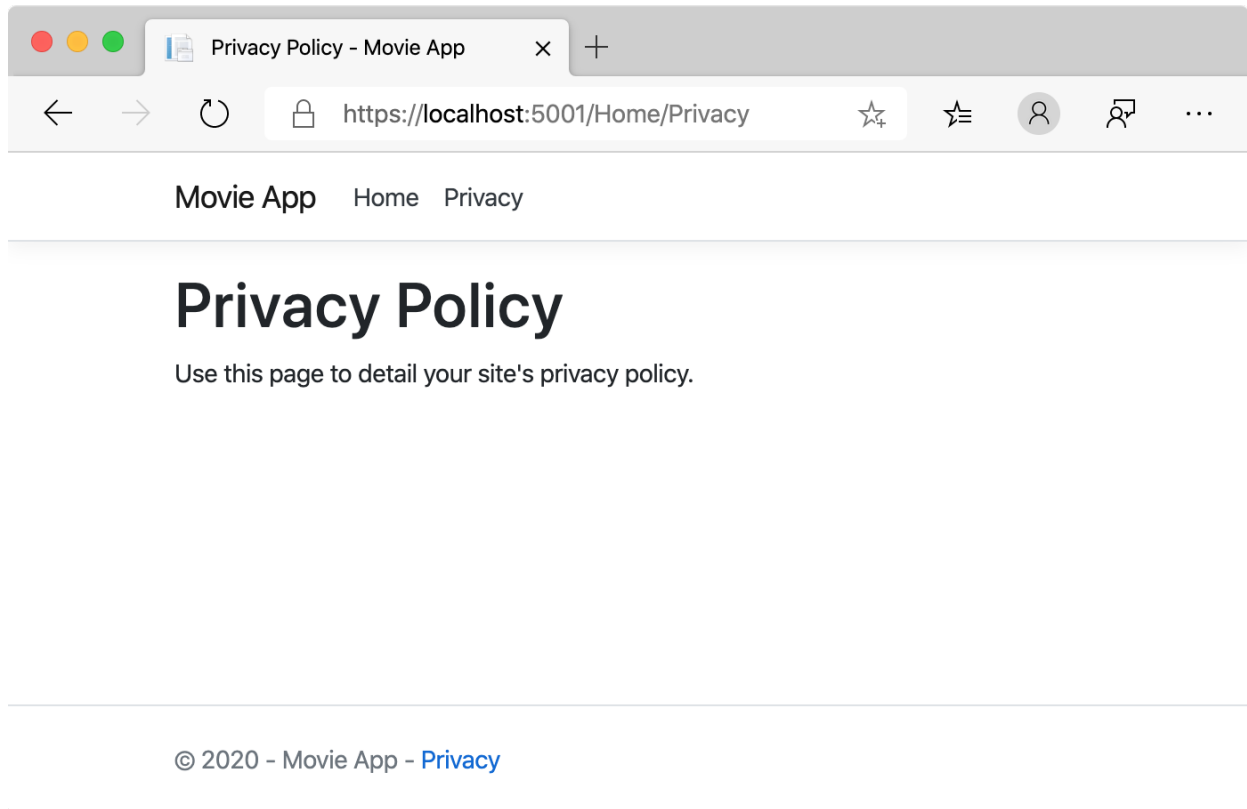 Privacy Policy - Movie App
https://localhost:5001/Home/Privacy
Movie App Home Privacy
Privacy Policy
Use this page to detail your site's privacy policy.
© 2020 - Movie App - Privacy